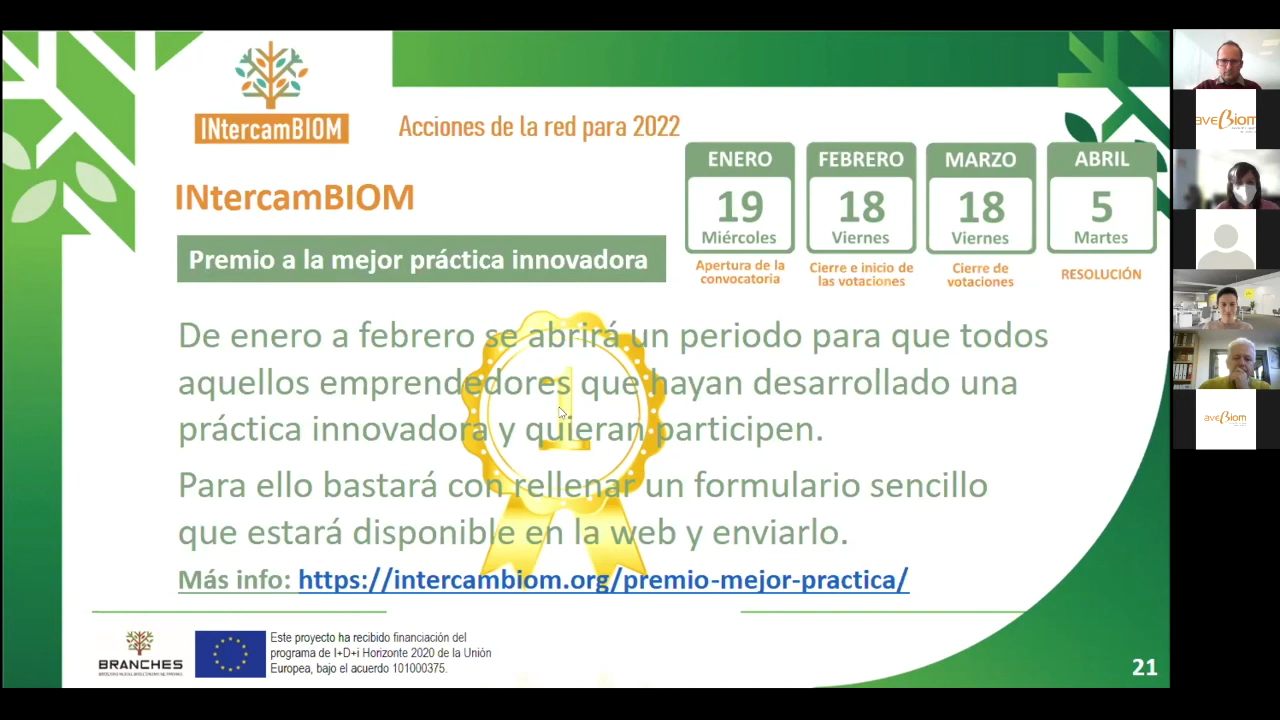 INtercamBIOM
Acciones de la red para 2022
INtercamBIOM
Premio a la mejor práctica innovadora
ENERO
19
Miércoles
Apertura de la
convocatoria
FEBRERO
18
Viernes
Cierre e inicio de
las votaciones
MARZO
18
Viernes
Cierre de
votaciones
ABRIL
5
Martes
RESOLUCIÓN
De enero a febrero se abrirá un periodo para que todos
aquellos emprendedores que hayan desarrollado una
práctica innovadora y quieran participen.
Para ello bastará con rellenar un formulario sencillo
que estará disponible en la web y enviarlo.
Más info: https://intercambiom.org/premio-mejor-practica/
1
BRANCHES
Este proyecto ha recibido financiación del
programa de I+D+i Horizonte 2020 de la Unión
Europea, bajo el acuerdo 101000375.
21
aveBiom
aveBiom